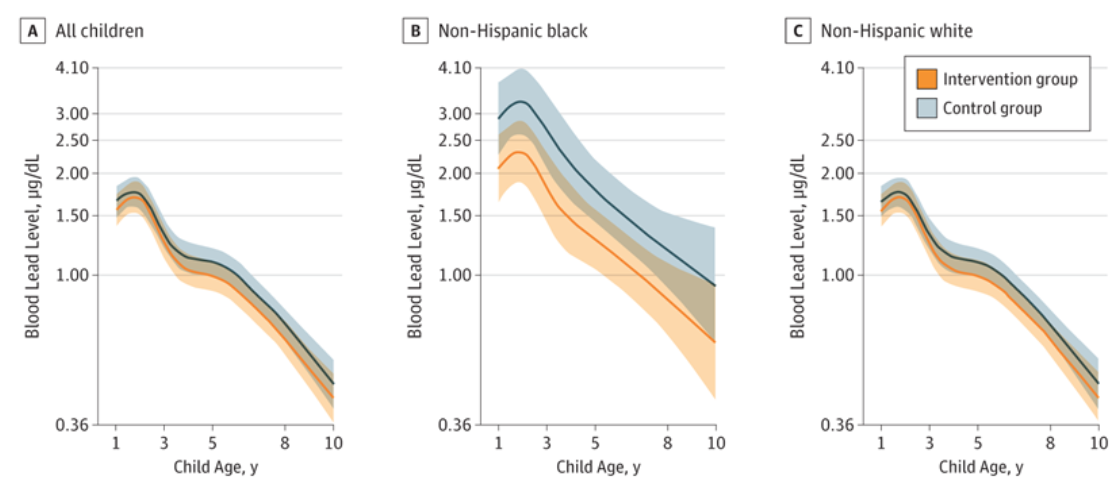 A All children
Blood Lead Level, µg/dL
4.10
3.00
2.50
2.00
1.50
1.00
0.36
1 3 5 8 10
Child Age, y
B Non-Hispanic black
Blood Lead Level, µg/dL
4.10
3.00
2.50
2.00
1.50
1.00
0.36
1 3 5 8 10
Child Age, y
C Non-Hispanic white
Intervention group
Control group
Blood Lead Level, µg/dL
4.10
2.50
2.00
1.50
1.00
0.36
1 3 5 8 10
Child Age, y